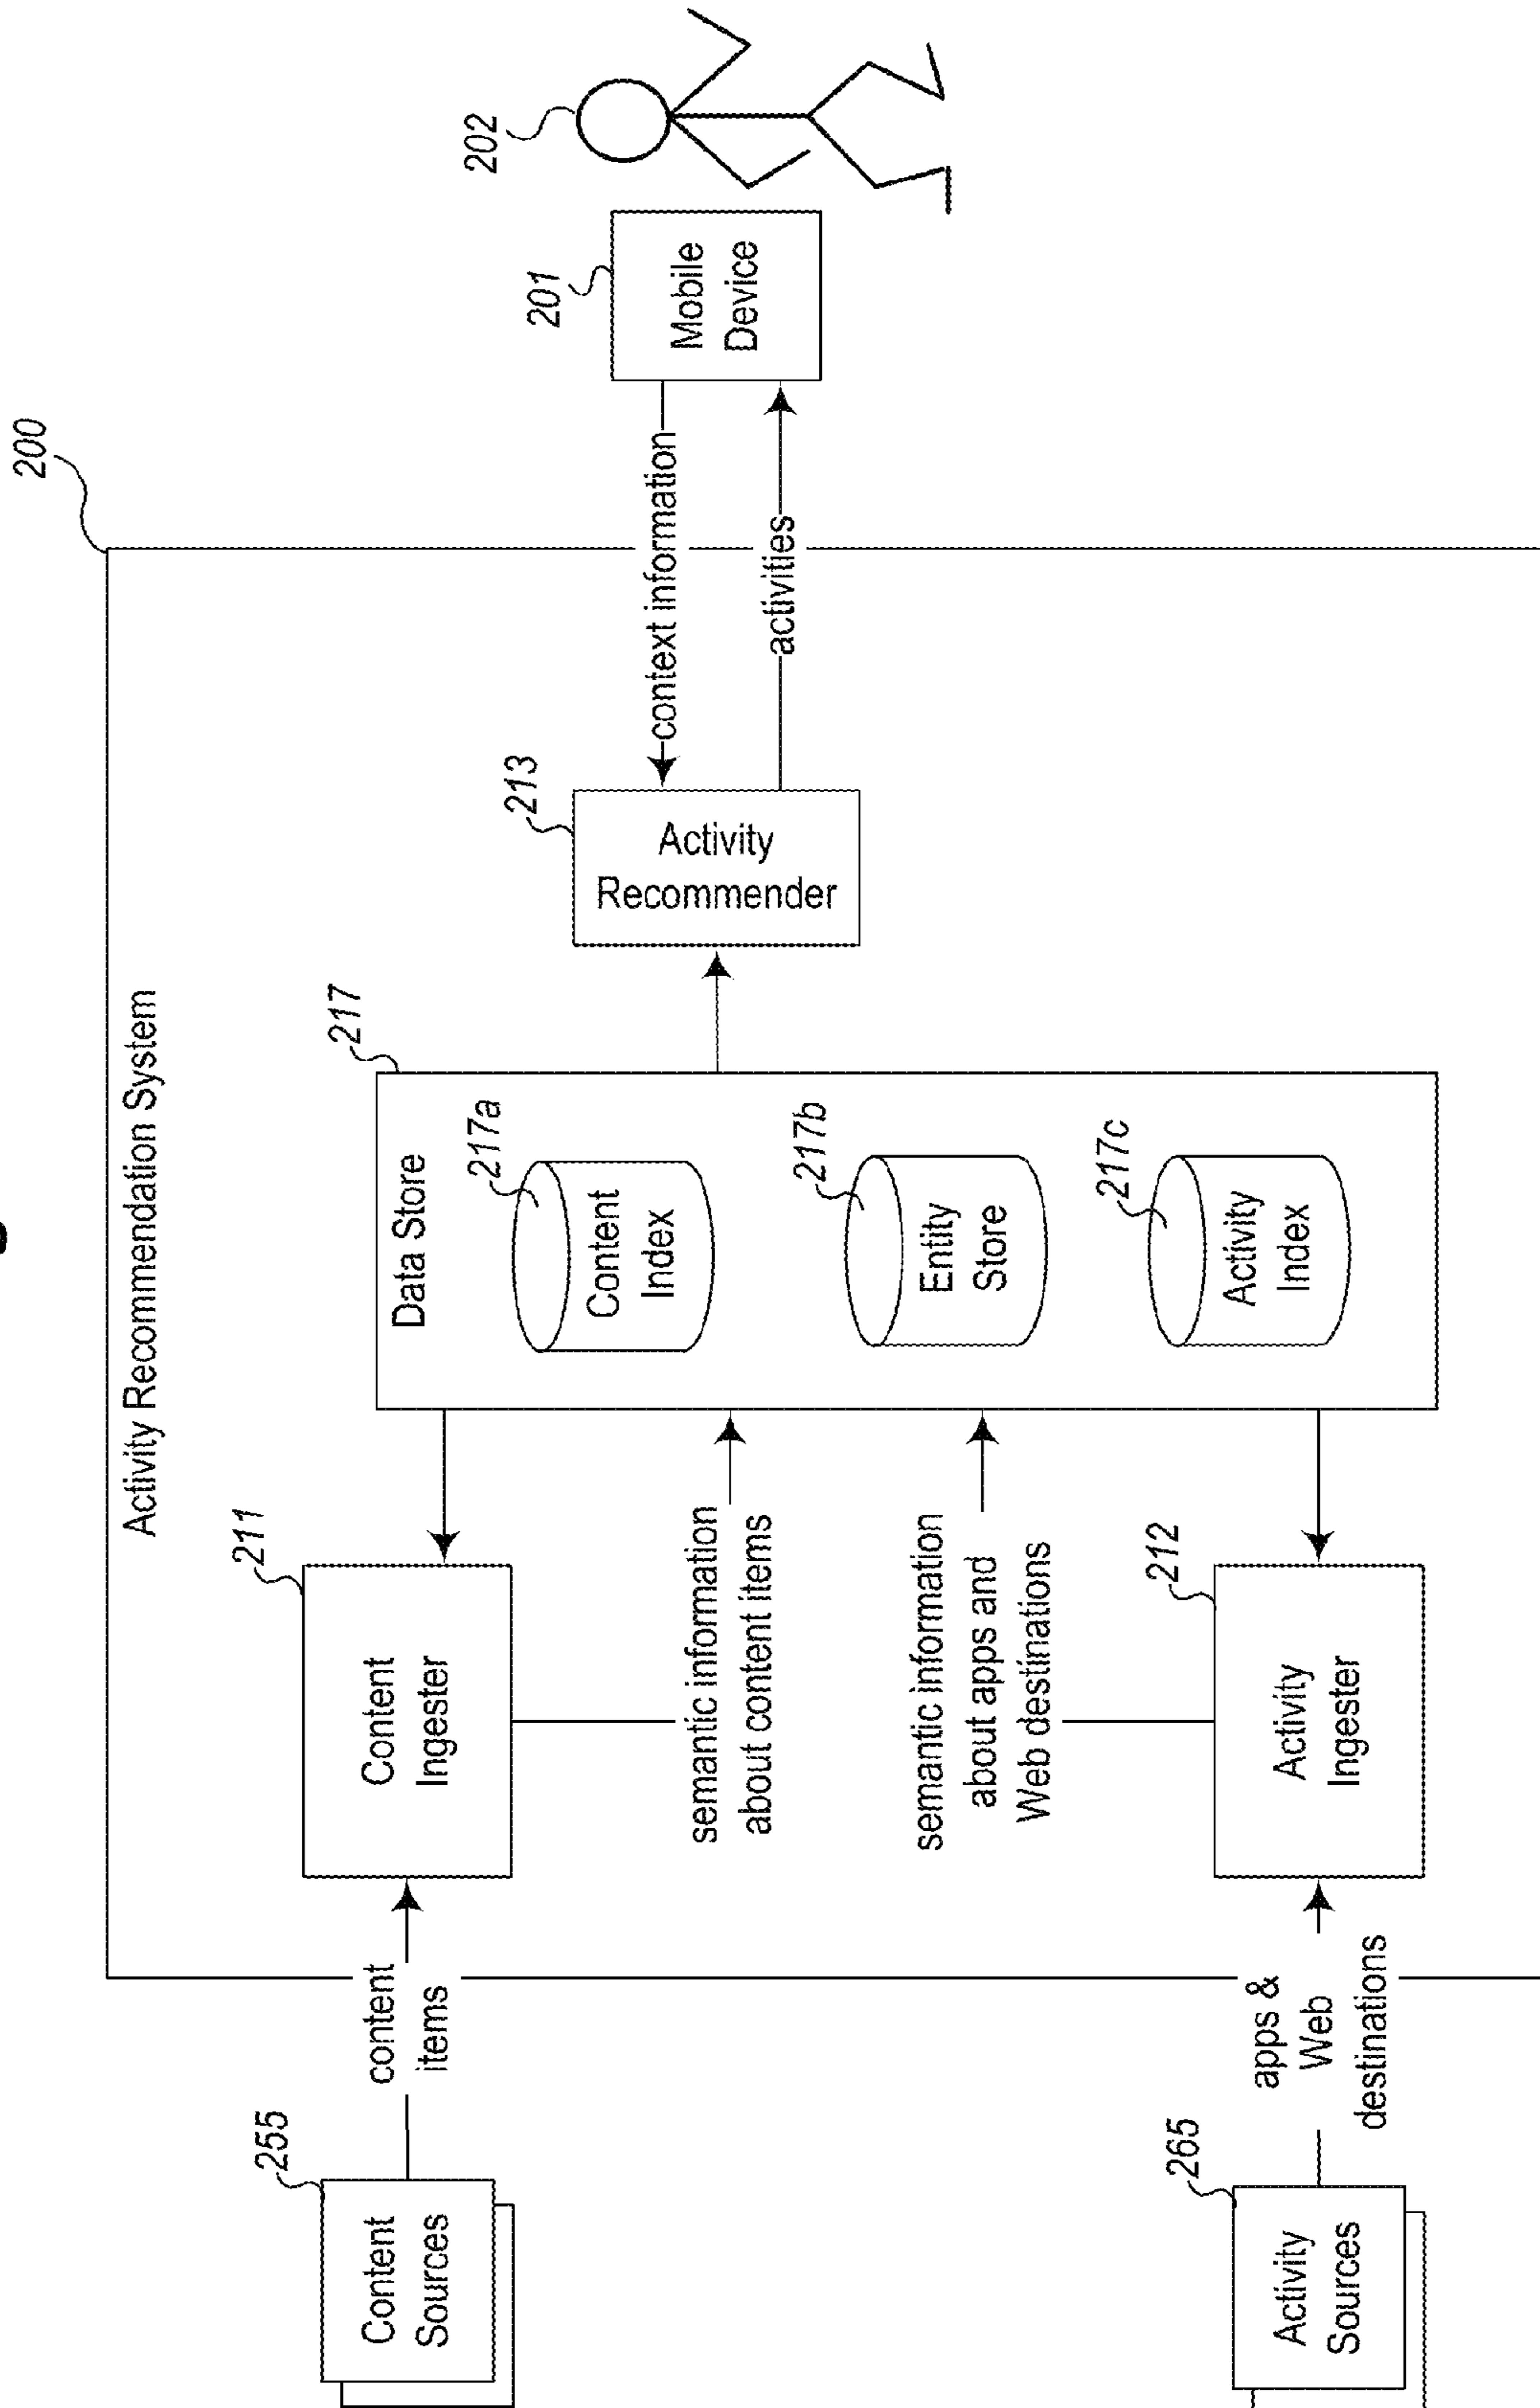 200
Activity Recommendation System
255
Content
Sources
content
items
211
Content
Ingester
semantic information
about content items
217
Data Store
217a
Content
Index
217b
Entity
Store
217c
Activity
Index
213
Activity
Recommender
context information
activities
201
Mobile
Device
202
semantic information
about apps and
Web destinations
265
Activity
Sources
apps &
Web
destinations
212
Activity
Ingester